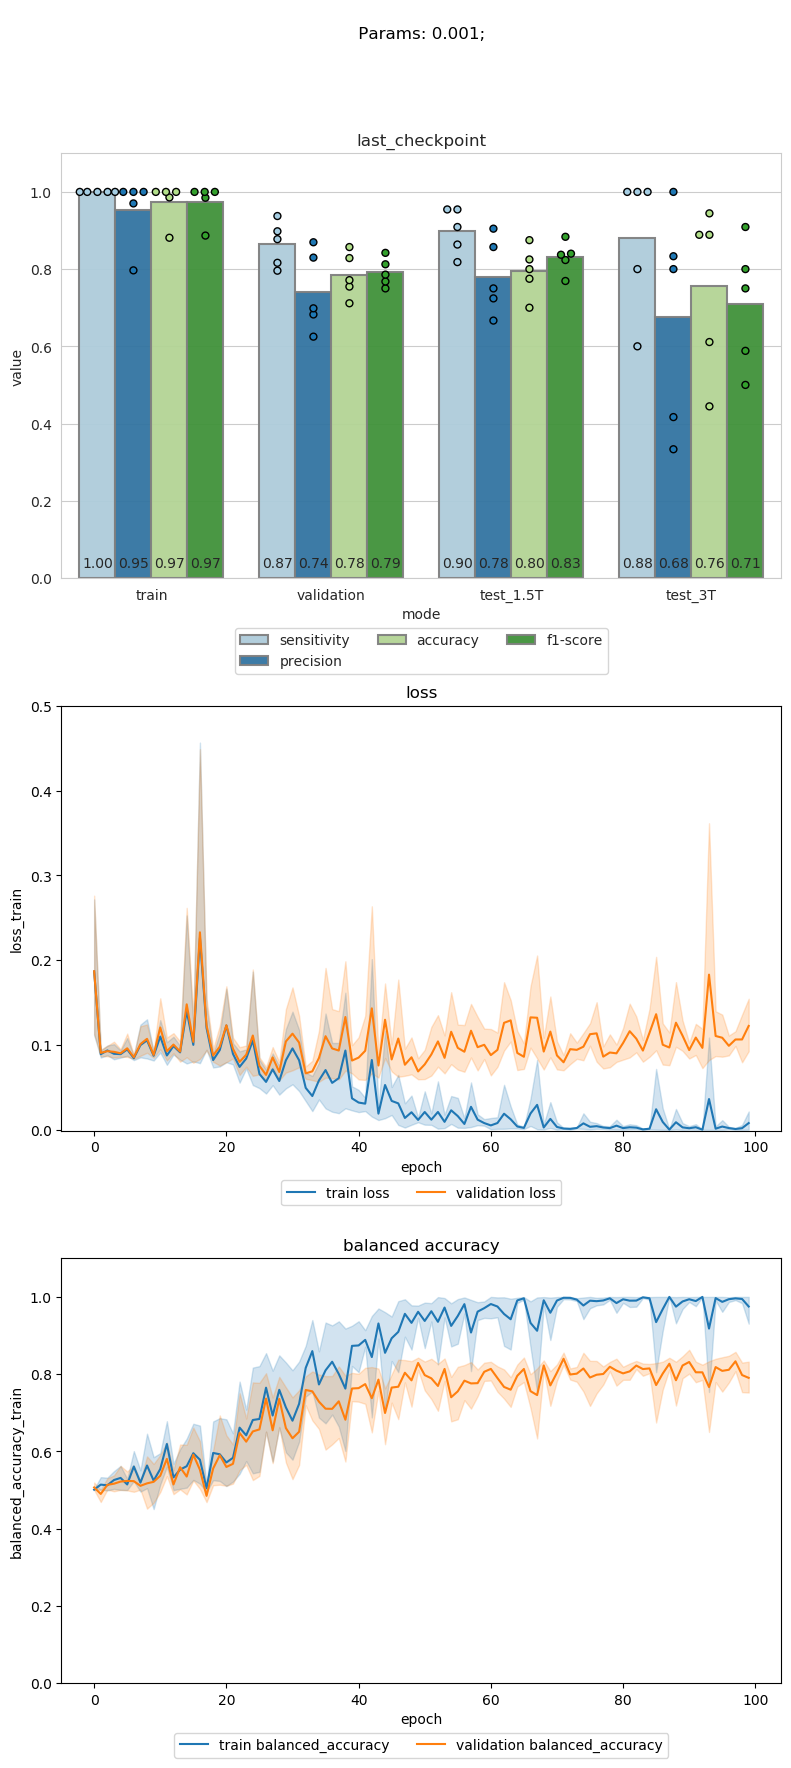 Params: 0.001;
last_checkpoint
value
1.0
0.8
0.6
0.4
0.2
0.0
1.00 0.95 0.97 0.97 0.87 0.74 0.78 0.79 0.90 0.78 0.80 0.83 0.88 0.68 0.76 0.71
train validation test_1.5T test_3T
mode
sensitivity accuracy f1-score
precision
loss
loss_train
0.5
0.4
0.3
0.2
0.1
0.0
0 20 40 60 80 100
epoch
train loss validation loss
balanced accuracy
balanced_accuracy_train
1.0
0.8
0.6
0.4
0.2
0.0
0 20 40 60 80 100
epoch
train balanced_accuracy validation balanced_accuracy